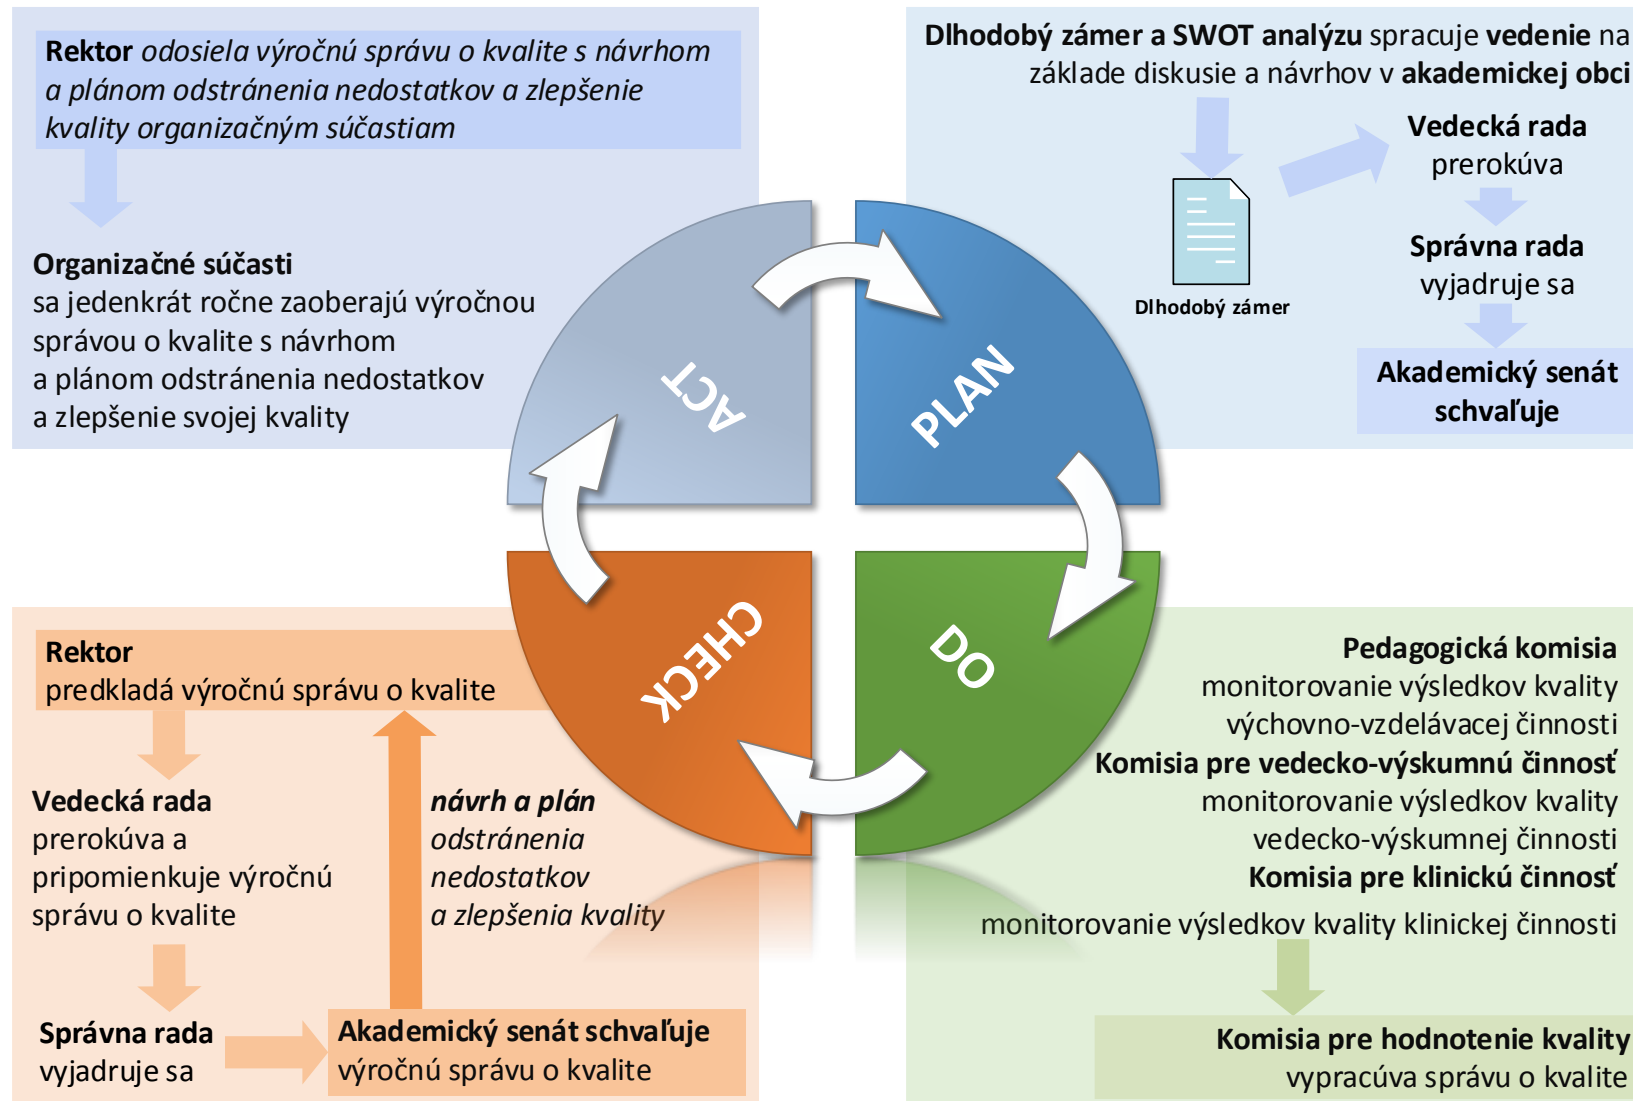 Rektor odosiela výročnú správu o kvalite s návrhom
a plánom odstránenia nedostatkov a zlepšenie
kvality organizačným súčastiam
Organizačné súčasti
sa jedenkrát ročne zaoberajú výročnou
správou o kvalite s návrhom
a plánom odstránenia nedostatkov
a zlepšenie svojej kvality
Dlhodobý zámer a SWOT analýzu spracuje vedenie na
základe diskusie a návrhov v akademickej obci
Vedecká rada
prerokúva
Správna rada
vyjadruje sa
Dlhodobý zámer
Akademický senát
schvaľuje
ACT
PLAN
CHECK
DO
Rektor
predkladá výročnú správu o kvalite
Vedecká rada
prerokúva a
pripomienkuje výročnú
správu o kvalite
návrh a plán
odstránenia
nedostatkov
a zlepšenia kvality
Správna rada
vyjadruje sa
Akademický senát schvaľuje
výročnú správu o kvalite
Pedagogická komisia
monitorovanie výsledkov kvality
výchovno-vzdelávacej činnosti
Komisia pre vedecko-výskumnú činnosť
monitorovanie výsledkov kvality
vedecko-výskumnej činnosti
Komisia pre klinickú činnosť
monitorovanie výsledkov kvality klinickej činnosti
Komisia pre hodnotenie kvality
vypracúva správu o kvalite